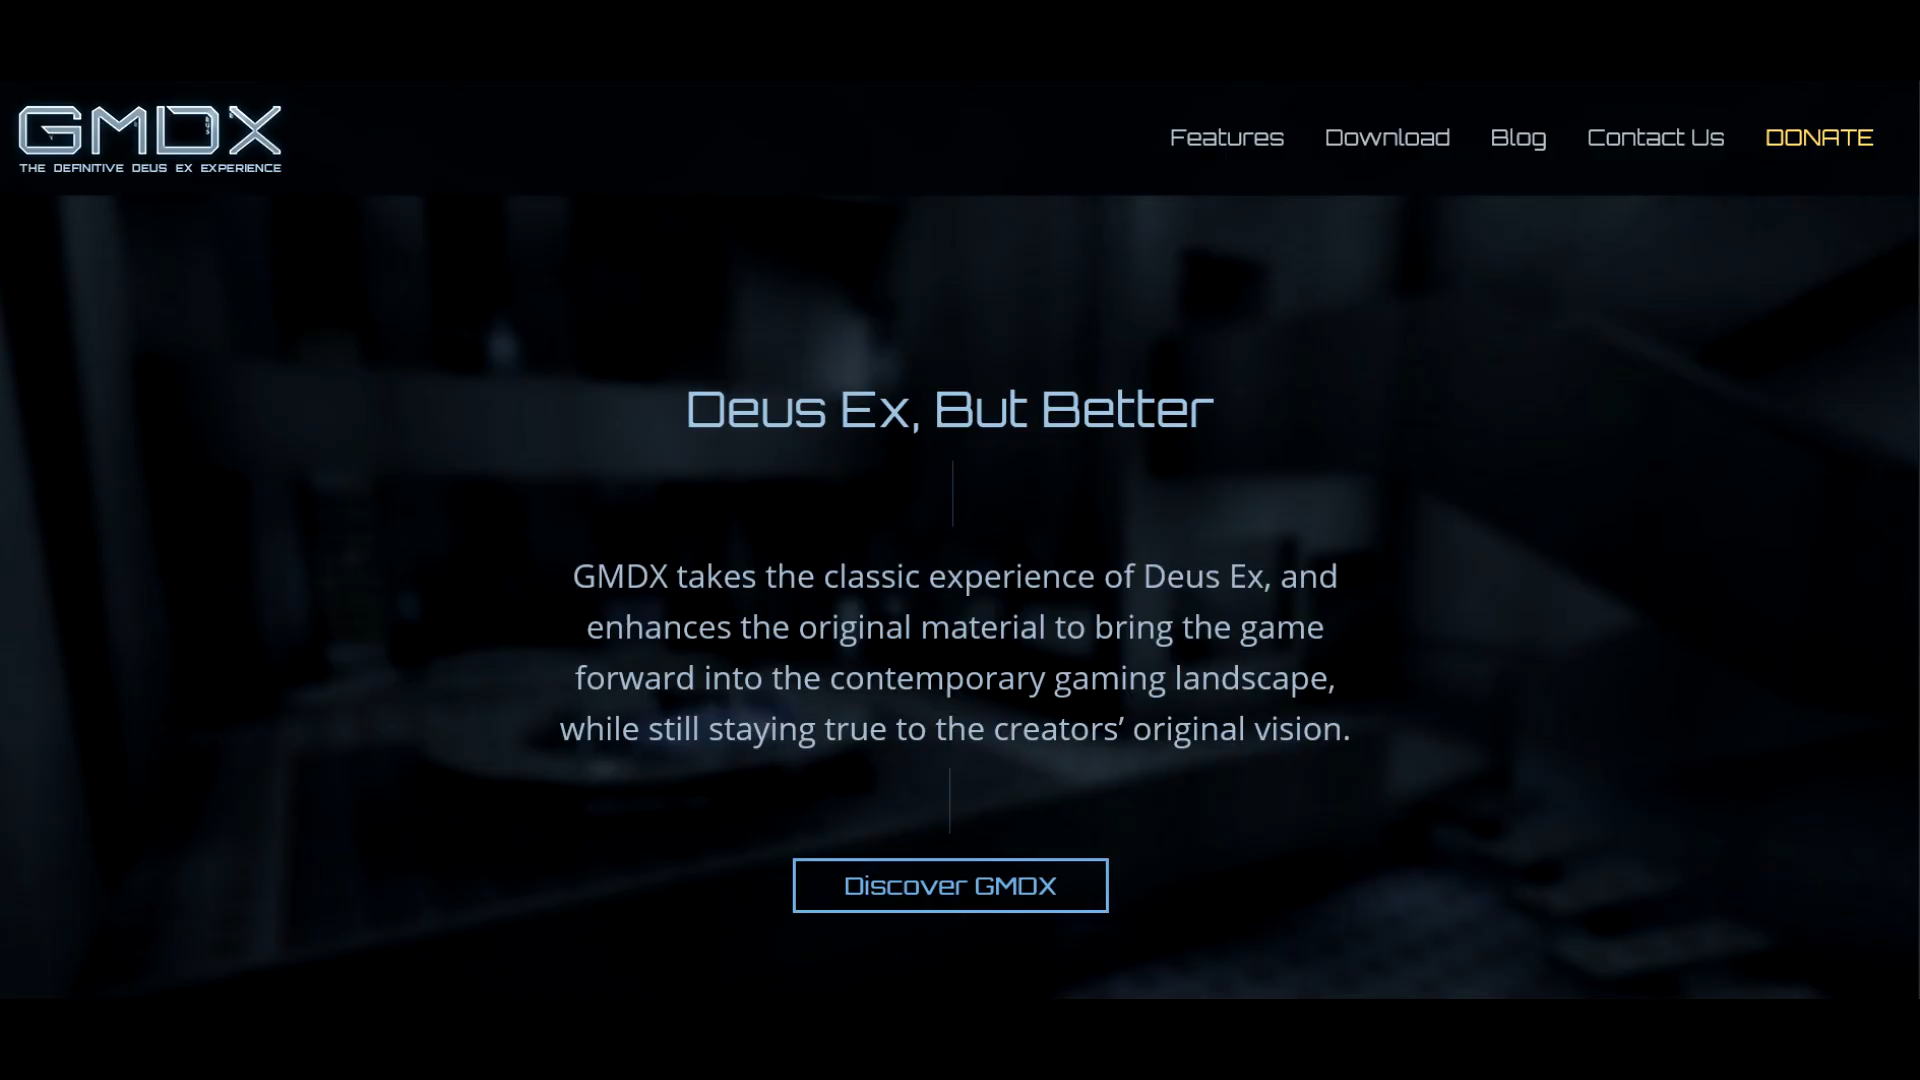 GMDX
THE DEFINITIVE DEUS EX EXPERIENCE
Features
Download
Blog
Contact Us
DONATE
Deus Ex, But Better
GMDX takes the classic experience of Deus Ex, and
enhances the original material to bring the game
forward into the contemporary gaming landscape,
while still staying true to the creators’ original vision.
Discover GMDX